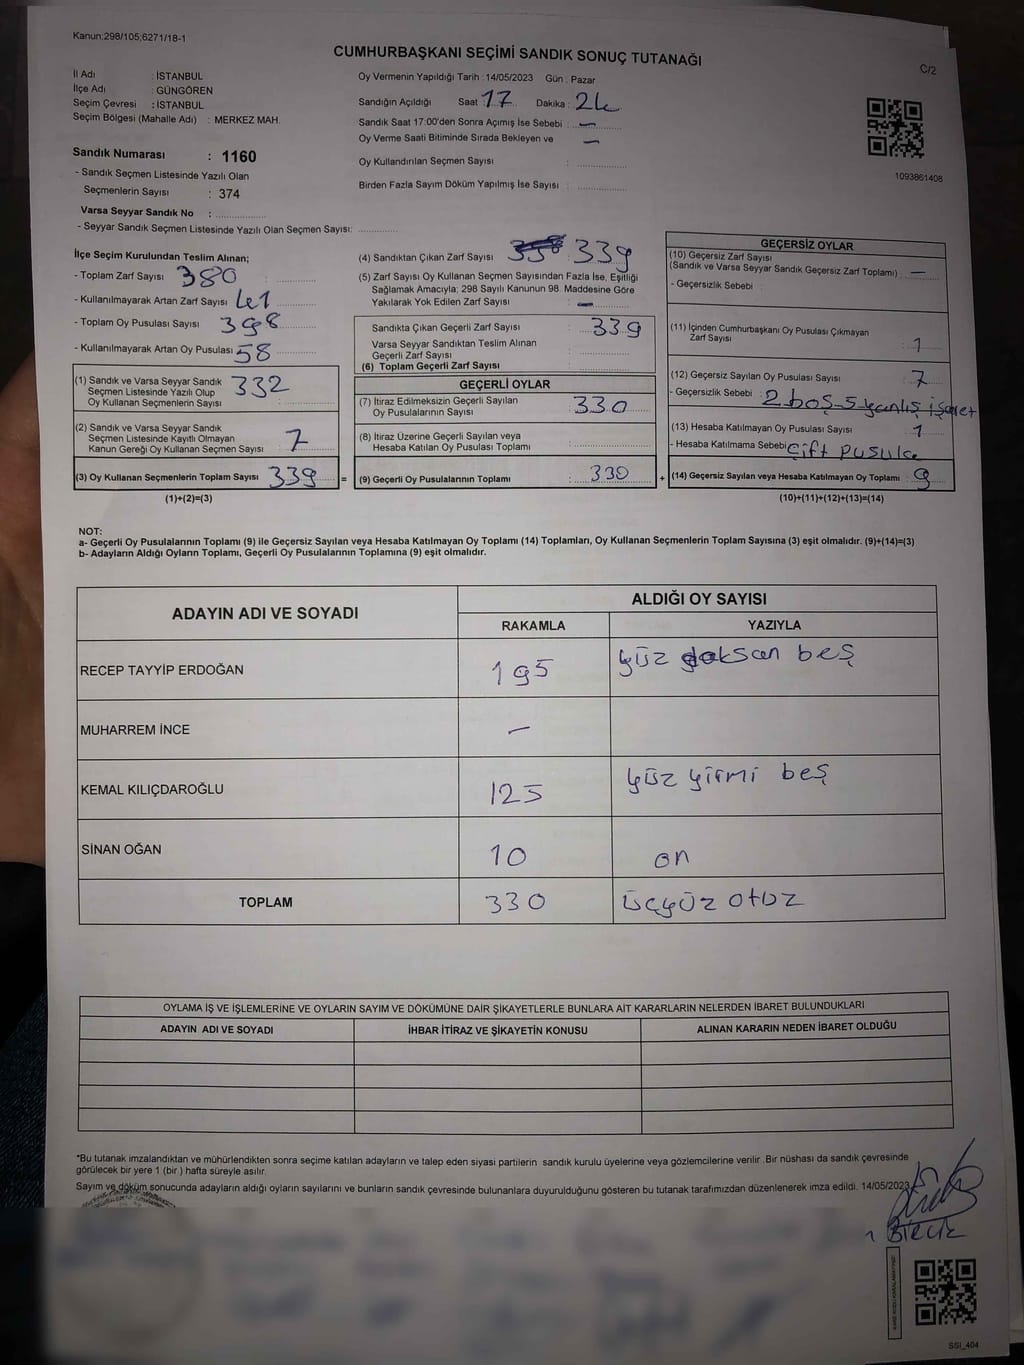 Kanun:298/105;6271/18-1
CUMHURBAŞKANI SEÇİMİ SANDIK SONUÇ TUTANAĞI
C/2
İl Adı : İSTANBUL
İlçe Adı : GÜNGÖREN
Seçim Çevresi : İSTANBUL
Seçim Bölgesi (Mahalle Adı) : MERKEZ MAH.
Oy Vermenin Yapıldığı Tarih :14/05/2023 Gün : Pazar
Sandığın Açıldığı Saat 17 Dakika : 24
Sandık Saat 17:00'den Sonra Açımış İse Sebebi : —
Oy Verme Saati Bitiminde Sırada Bekleyen ve —
Oy Kullandırılan Seçmen Sayısı :
Birden Fazla Sayım Döküm Yapılmış İse Sayısı :
1093861408
Sandık Numarası : 1160
- Sandık Seçmen Listesinde Yazılı Olan
Seçmenlerin Sayısı : 374
Varsa Seyyar Sandık No :
- Seyyar Sandık Seçmen Listesinde Yazılı Olan Seçmen Sayısı:
İlçe Seçim Kurulundan Teslim Alınan;
- Toplam Zarf Sayısı 380
- Kullanılmayarak Artan Zarf Sayısı 41
- Toplam Oy Pusulası Sayısı 398
- Kullanılmayarak Artan Oy Pusulası 58
(1) Sandık ve Varsa Seyyar Sandık
Seçmen Listesinde Yazılı Olup
Oy Kullanan Seçmenlerin Sayısı 332
(2) Sandık ve Varsa Seyyar Sandık
Seçmen Listesinde Kayıtlı Olmayan
Kanun Gereği Oy Kullanan Seçmen Sayısı 7
(3) Oy Kullanan Seçmenlerin Toplam Sayısı 339 =
(1)+(2)=(3)
(4) Sandıktan Çıkan Zarf Sayısı 339
(5) Zarf Sayısı Oy Kullanan Seçmen Sayısından Fazla İse, Eşitliği
Sağlamak Amacıyla; 298 Sayılı Kanunun 98. Maddesine Göre
Yakılarak Yok Edilen Zarf Sayısı : —
Sandıkta Çıkan Geçerli Zarf Sayısı : 339
Varsa Seyyar Sandıktan Teslim Alınan
Geçerli Zarf Sayısı :
(6) Toplam Geçerli Zarf Sayısı :
GEÇERLİ OYLAR
(7) İtiraz Edilmeksizin Geçerli Sayılan
Oy Pusulalarının Sayısı : 330
(8) İtiraz Üzerine Geçerli Sayılan veya
Hesaba Katılan Oy Pusulası Toplamı :
(9) Geçerli Oy Pusulalarının Toplamı : 330 +
GEÇERSİZ OYLAR
(10) Geçersiz Zarf Sayısı
(Sandık ve Varsa Seyyar Sandık Geçersiz Zarf Toplamı) : —
- Geçersizlik Sebebi :
(11) İçinden Cumhurbaşkanı Oy Pusulası Çıkmayan
Zarf Sayısı : 1
(12) Geçersiz Sayılan Oy Pusulası Sayısı : 7
- Geçersizlik Sebebi : 2 boş - 5 yanlış işaret
(13) Hesaba Katılmayan Oy Pusulası Sayısı : 1
- Hesaba Katılmama Sebebi : Çift pusula
(14) Geçersiz Sayılan veya Hesaba Katılmayan Oy Toplamı : 9
(10)+(11)+(12)+(13)=(14)
NOT:
a- Geçerli Oy Pusulalarının Toplamı (9) ile Geçersiz Sayılan veya Hesaba Katılmayan Oy Toplamı (14) Toplamları, Oy Kullanan Seçmenlerin Toplam Sayısına (3) eşit olmalıdır. (9)+(14)=(3)
b- Adayların Aldığı Oyların Toplamı, Geçerli Oy Pusulalarının Toplamına (9) eşit olmalıdır.
ADAYIN ADI VE SOYADI ALDIĞI OY SAYISI
RAKAMLA YAZIYLA
RECEP TAYYİP ERDOĞAN 195 yüz doksan beş
MUHARREM İNCE —
KEMAL KILIÇDAROĞLU 125 yüz yirmi beş
SİNAN OĞAN 10 on
TOPLAM 330 üçyüz otuz
OYLAMA İŞ VE İŞLEMLERİNE VE OYLARIN SAYIM VE DÖKÜMÜNE DAİR ŞİKAYETLERLE BUNLARA AİT KARARLARIN NELERDEN İBARET BULUNDUKLARI
ADAYIN ADI VE SOYADI İHBAR İTİRAZ VE ŞİKAYETİN KONUSU ALINAN KARARIN NEDEN İBARET OLDUĞU
*Bu tutanak imzalandıktan ve mühürlendikten sonra seçime katılan adayların ve talep eden siyasi partilerin sandık kurulu üyelerine veya gözlemcilerine verilir. Bir nüshası da sandık çevresinde
görülecek bir yere 1 (bir ) hafta süreyle asılır.
Sayım ve döküm sonucunda adayların aldığı oyların sayılarını ve bunların sandık çevresinde bulunanlara duyurulduğunu gösteren bu tutanak tarafımızdan düzenlenerek imza edildi. 14/05/2023
SSI_404